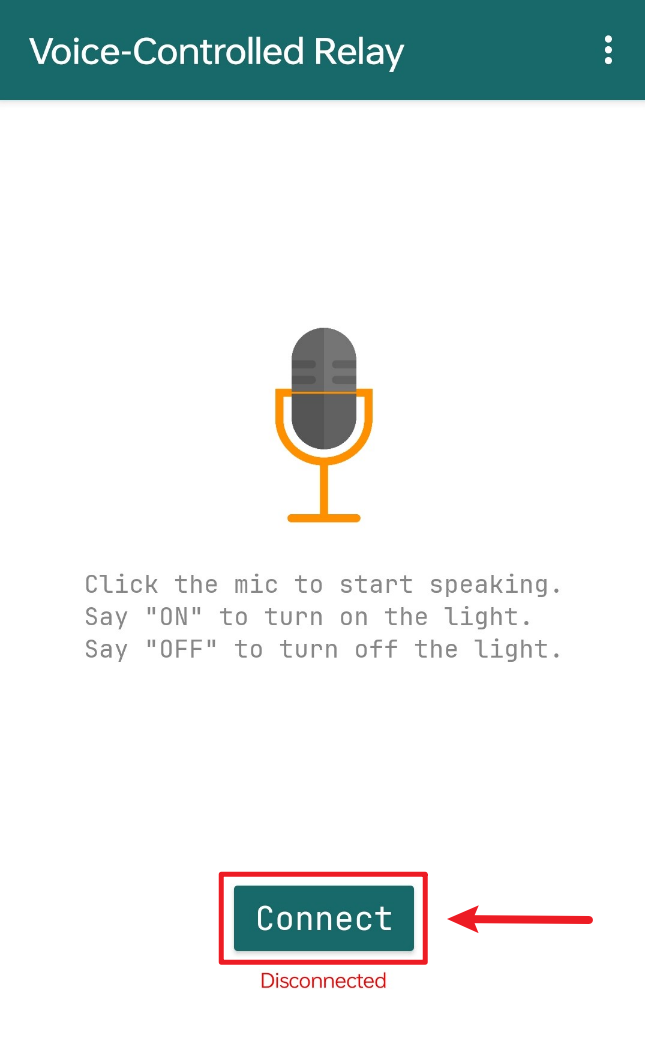 Voice-Controlled Relay
Click the mic to start speaking.
Say "ON" to turn on the light.
Say "OFF" to turn off the light.
Connect
Disconnected